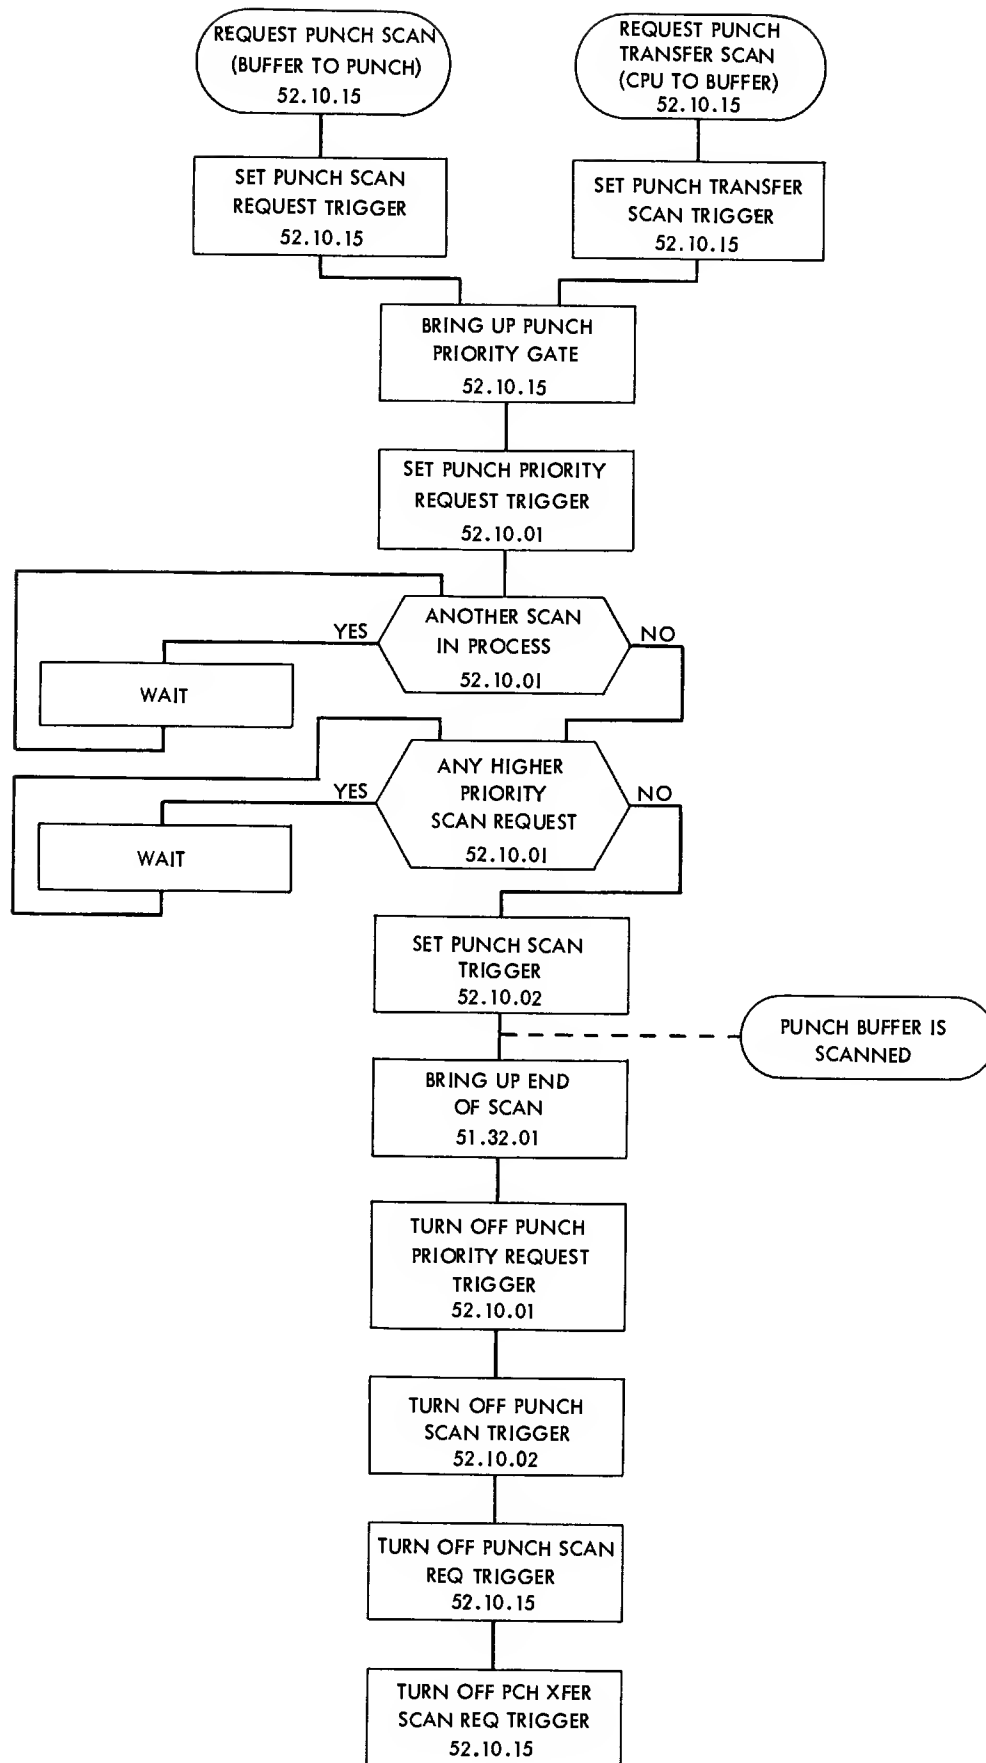 REQUEST PUNCH SCAN
(BUFFER TO PUNCH)
52.10.15
REQUEST PUNCH
TRANSFER SCAN
(CPU TO BUFFER)
52.10.15
SET PUNCH SCAN
REQUEST TRIGGER
52.10.15
SET PUNCH TRANSFER
SCAN TRIGGER
52.10.15
BRING UP PUNCH
PRIORITY GATE
52.10.15
SET PUNCH PRIORITY
REQUEST TRIGGER
52.10.01
ANOTHER SCAN
IN PROCESS
52.10.01
YES
NO
WAIT
ANY HIGHER
PRIORITY
SCAN REQUEST
52.10.01
YES
NO
WAIT
SET PUNCH SCAN
TRIGGER
52.10.02
PUNCH BUFFER IS
SCANNED
BRING UP END
OF SCAN
51.32.01
TURN OFF PUNCH
PRIORITY REQUEST
TRIGGER
52.10.01
TURN OFF PUNCH
SCAN TRIGGER
52.10.02
TURN OFF PUNCH SCAN
REQ TRIGGER
52.10.15
TURN OFF PCH XFER
SCAN REQ TRIGGER
52.10.15